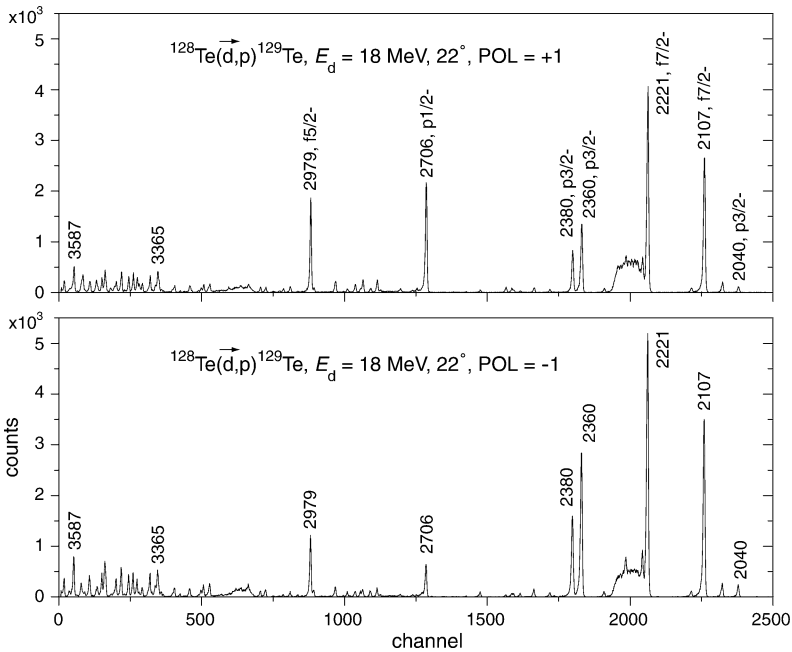 x10³
5
4
3
2
1
0
¹²⁸Te(d,p)¹²⁹Te, E_d = 18 MeV, 22°, POL = +1
3587
3365
2979, f5/2-
2706, p1/2-
2380, p3/2-
2360, p3/2-
2221, f7/2-
2107, f7/2-
2040, p3/2-
x10³
5
4
3
2
1
0
counts
¹²⁸Te(d,p)¹²⁹Te, E_d = 18 MeV, 22°, POL = -1
3587
3365
2979
2706
2380
2360
2221
2107
2040
0 500 1000 1500 2000 2500
channel